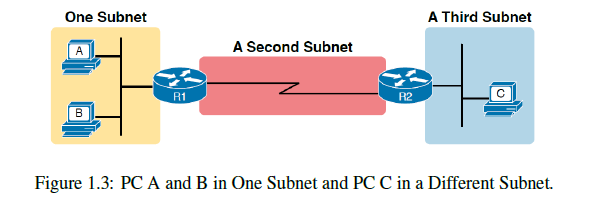 One Subnet
A Third Subnet
A Second Subnet
A
B
R1
R2
C
Figure 1.3: PC A and B in One Subnet and PC C in a Different Subnet.